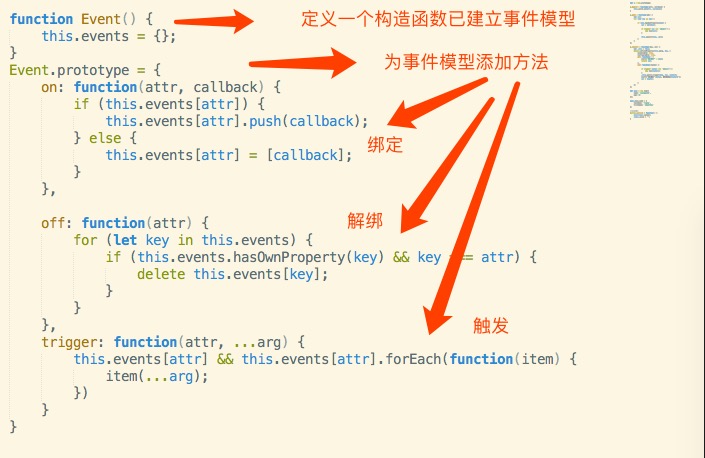 function Event() {
定义一个构造函数已建立事件模型
this.events = {};
}
Event.prototype = {
为事件模型添加方法
on: function(attr, callback) {
if (this.events[attr]) {
this.events[attr].push(callback);
} else {
绑定
this.events[attr] = [callback];
}
},
off: function(attr) {
解绑
for (let key in this.events) {
if (this.events.hasOwnProperty(key) && key == attr) {
delete this.events[key];
}
}
},
触发
trigger: function(attr, ...arg) {
this.events[attr] && this.events[attr].forEach(function(item) {
item(...arg);
})
}
}